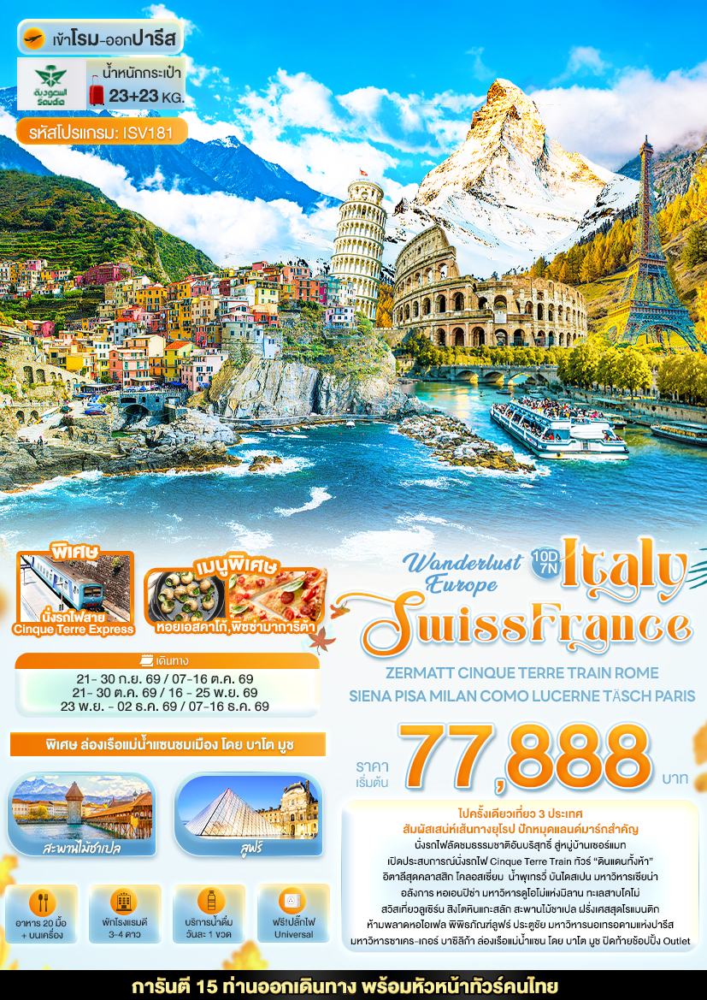 เข้าโรม-ออกปารีส
السعودية
Saudia
น้ำหนักกระเป๋า
23+23 KG.
รหัสโปรแกรม: ISV181
พิเศษ
นั่งรถไฟสาย
Cinque Terre Express
เมนูพิเศษ
หอยเอสคาโก้,พิซซ่ามาการิต้า
Wanderlust
Europe
10D
7N
Italy
SwissFrance
ZERMATT CINQUE TERRE TRAIN ROME
SIENA PISA MILAN COMO LUCERNE TÄSCH PARIS
เดินทาง
21- 30 ก.ย. 69 / 07-16 ต.ค. 69
21- 30 ต.ค. 69 / 16 - 25 พ.ย. 69
23 พ.ย. - 02 ธ.ค. 69 / 07-16 ธ.ค. 69
พิเศษ ล่องเรือแม่น้ำแซนชมเมือง โดย บาโต มูช
สะพานไม้ชาเปล
ลูฟร์
ราคา
เริ่มต้น
77,888
บาท
ไปครั้งเดียวเที่ยว 3 ประเทศ
สัมผัสเสน่ห์เส้นทางยุโรป ปักหมุดแลนด์มาร์กสำคัญ
นั่งรถไฟลัดชมธรรมชาติอันบริสุทธิ์ สู่หมู่บ้านเซอร์แมท
เปิดประสบการณ์นั่งรถไฟ Cinque Terre Train ทัวร์ “ดินแดนทั้งห้า”
อิตาลีสุดคลาสสิก โคลอสเซี่ยม น้ำพุเทรวี่ บันไดสเปน มหาวิหารเซียน่า
อลังการ หอเอนปิซ่า มหาวิหารดูโอโม่แห่งมิลาน ทะเลสาบโคโม่
สวิสเที่ยวลูเซิร์น สิงโตหินแกะสลัก สะพานไม้ชาเปล ฝรั่งเศสสุดโรแมนติก
ห้ามพลาดหอไอเฟล พิพิธภัณฑ์ลูฟร์ ประตูชัย มหาวิหารนอเทรอดามแห่งปารีส
มหาวิหารซาเคร-เกอร์ บาซิลิก้า ล่องเรือแม่น้ำแซน โดย บาโต มูช ปิดท้ายช้อปปิ้ง Outlet
อาหาร 20 มื้อ
+ บนเครื่อง
พักโรงแรมดี
3-4 ดาว
บริการน้ำดื่ม
วันละ 1 ขวด
ฟรี!ปลั๊กไฟ
Universal
การันตี 15 ท่านออกเดินทาง พร้อมหัวหน้าทัวร์คนไทย